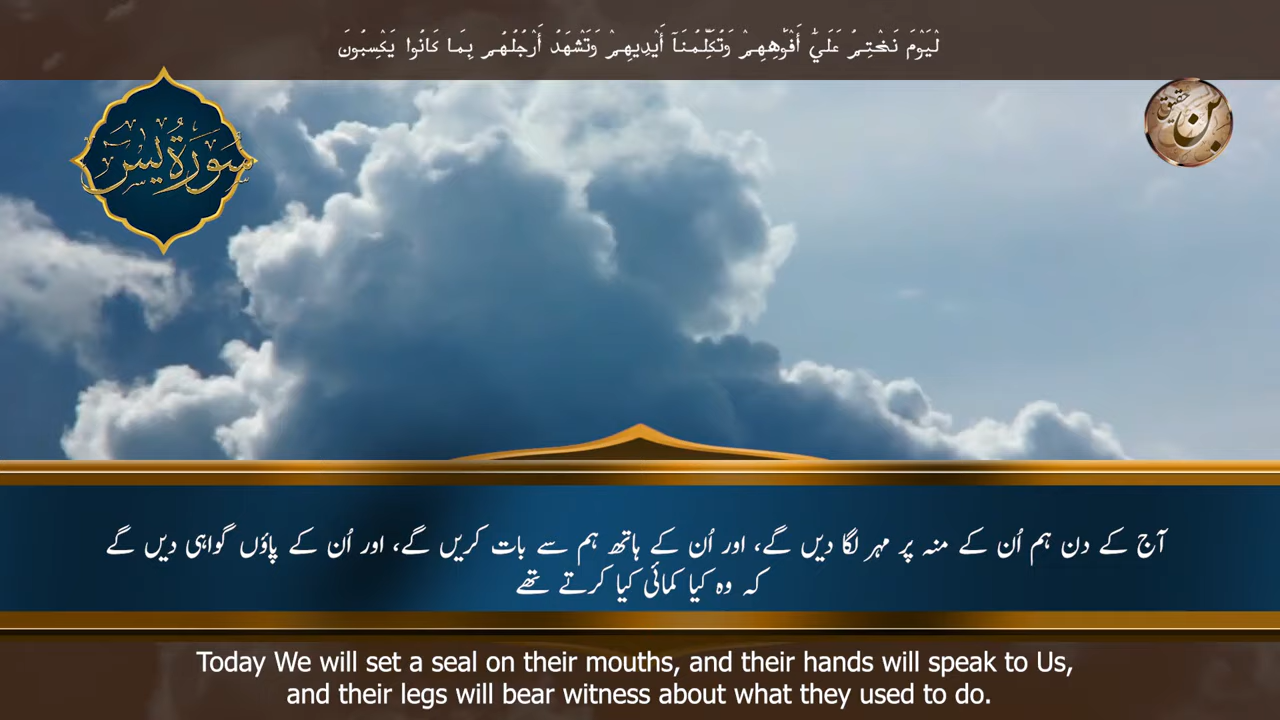 لْيَوْمَ نَخْتِمُ عَلَىٰٓ أَفْوَٰهِهِمْ وَتُكَلِّمُنَآ أَيْدِيهِمْ وَتَشْهَدُ أَرْجُلُهُم بِمَا كَانُوا يَكْسِبُونَ
سُورَةُ يس
آج کے دن ہم اُن کے منہ پر مہر لگا دیں گے، اور اُن کے ہاتھ ہم سے بات کریں گے، اور اُن کے پاؤں گواہی دیں گے
کہ وہ کیا کمائی کیا کرتے تھے
Today We will set a seal on their mouths, and their hands will speak to Us,
and their legs will bear witness about what they used to do.